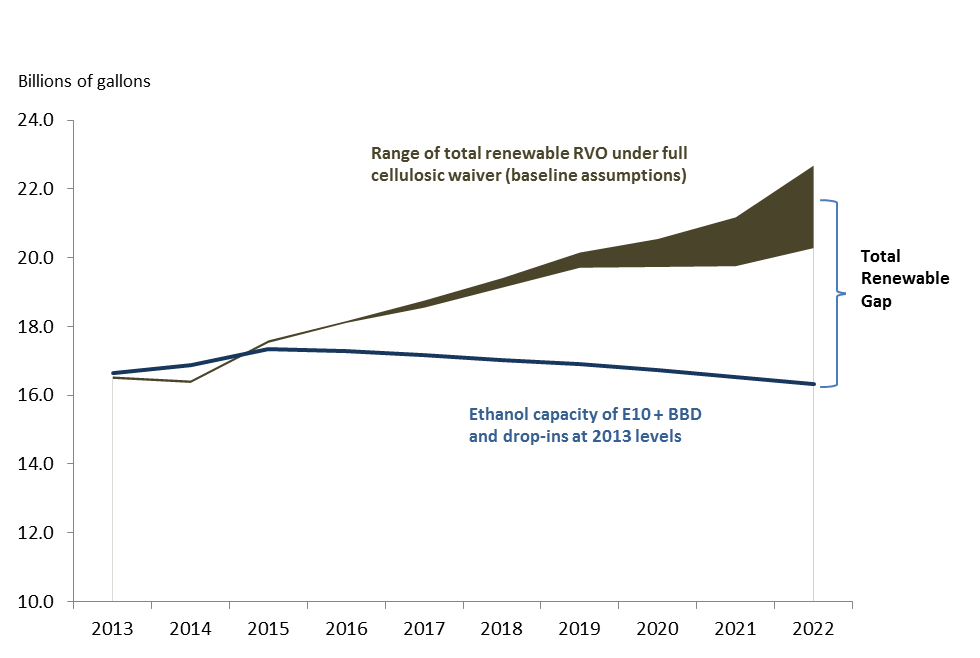 Billions of gallons
24.0
22.0
20.0
18.0
16.0
14.0
12.0
10.0
Range of total renewable RVO under full
cellulosic waiver (baseline assumptions)
Total
Renewable
Gap
Ethanol capacity of E10 + BBD
and drop-ins at 2013 levels
2013 2014 2015 2016 2017 2018 2019 2020 2021 2022